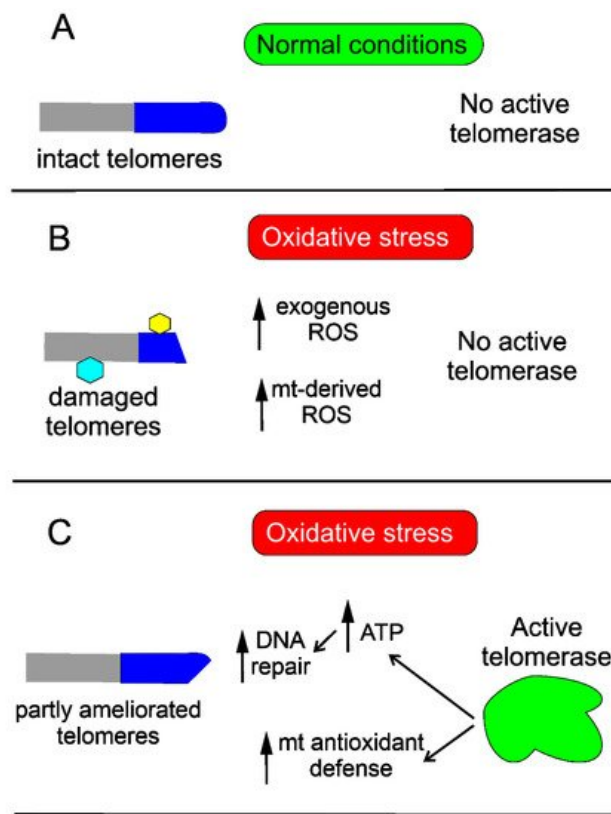 A
Normal conditions
intact telomeres
No active
telomerase
B
Oxidative stress
exogenous
ROS
mt-derived
ROS
damaged
telomeres
No active
telomerase
C
Oxidative stress
DNA
repair
ATP
Active
telomerase
partly ameliorated
telomeres
mt antioxidant
defense